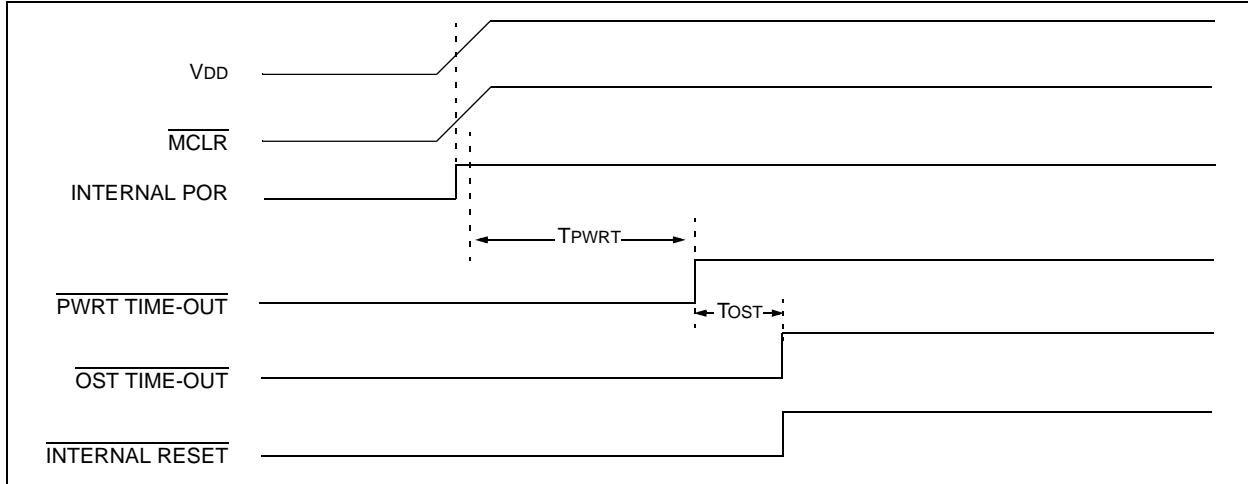 VDD
MCLR
INTERNAL POR
TPWRT
PWRT TIME-OUT
TOST
OST TIME-OUT
INTERNAL RESET